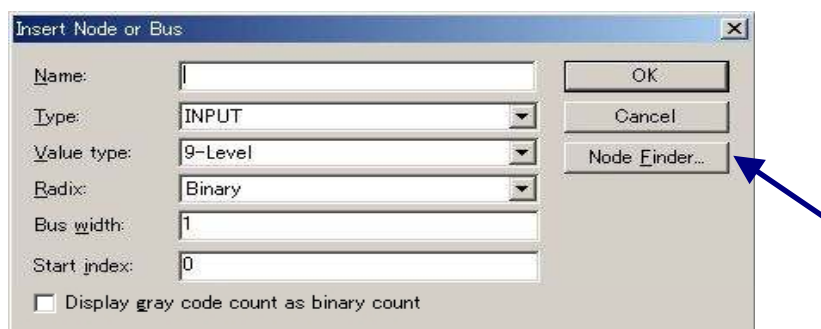 Insert Node or Bus
Name:
OK
Type: INPUT
Cancel
Value type: 9-Level
Node Finder...
Radix: Binary
Bus width: 1
Start index: 0
Display gray code count as binary count